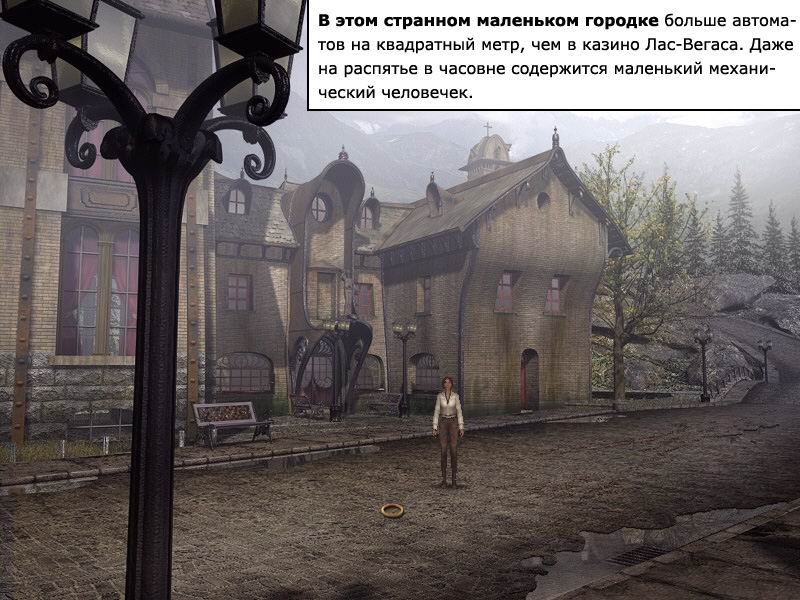 В этом странном маленьком городке больше автома-
тов на квадратный метр, чем в казино Лас-Вегаса. Даже
на распятье в часовне содержится маленький механи-
ческий человечек.